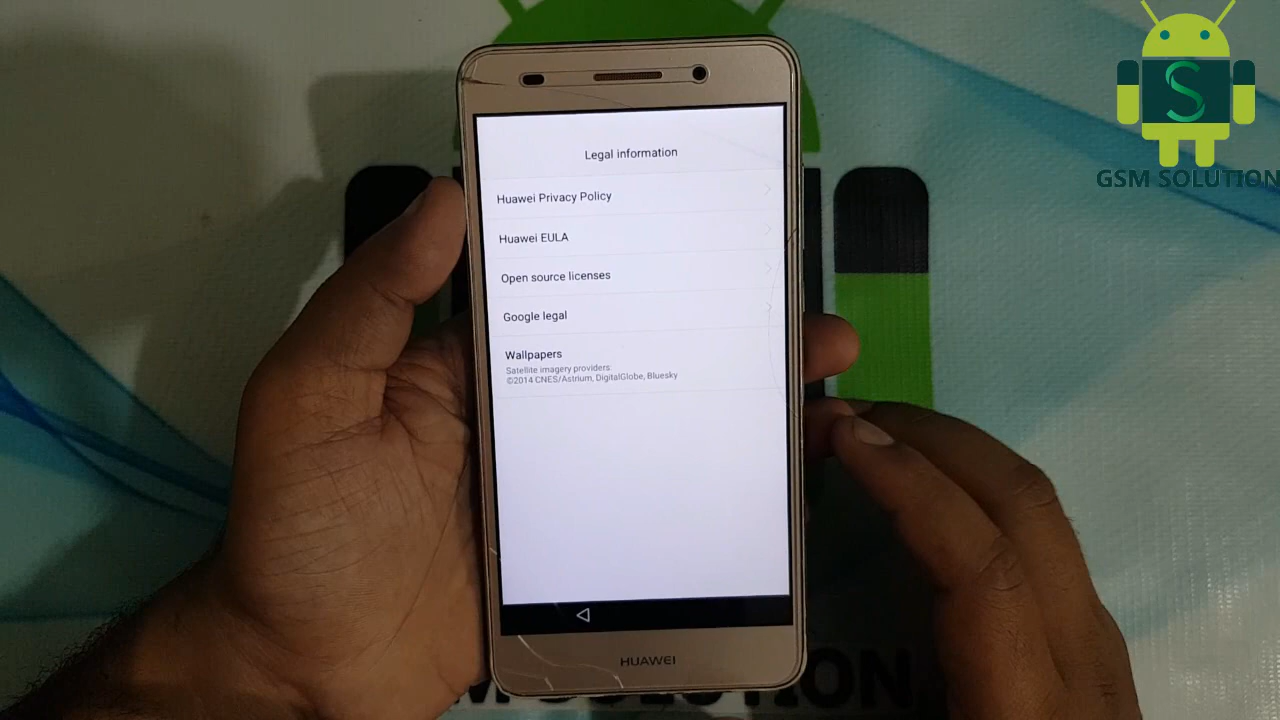 Legal information
Huawei Privacy Policy
Huawei EULA
Open source licenses
Google legal
Wallpapers
Satellite imagery providers:
©2014 CNES/Astrium, DigitalGlobe, Bluesky
HUAWEI
GSM SOLUTION
M SOLUTION